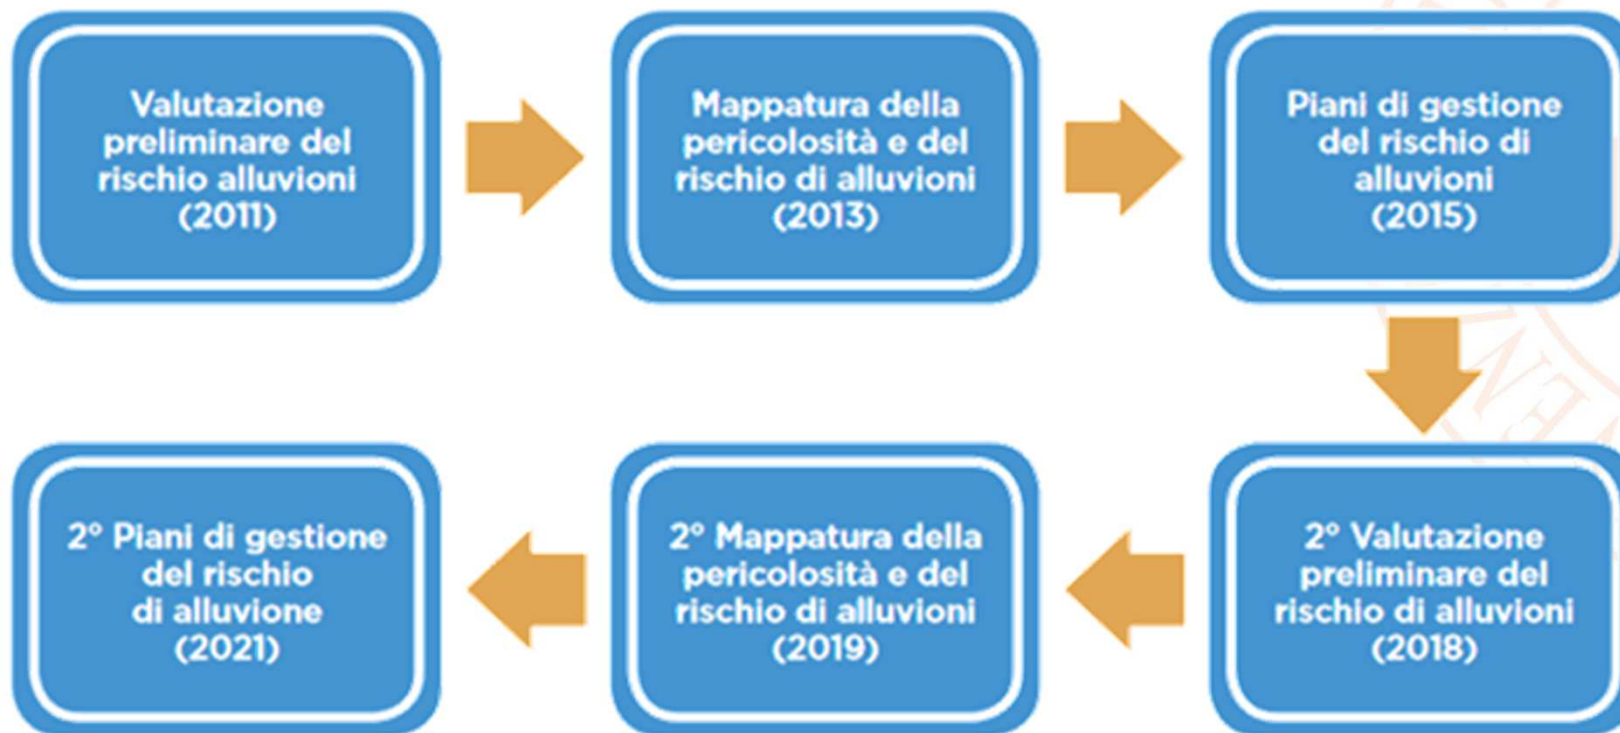 Valutazione
preliminare del
rischio alluvioni
(2011)
Mappatura della
pericolosità e del
rischio di alluvioni
(2013)
Piani di gestione
del rischio di
alluvioni
(2015)
2° Piani di gestione
del rischio
di alluvione
(2021)
2° Mappatura della
pericolosità e del
rischio di alluvioni
(2019)
2° Valutazione
preliminare del
rischio di alluvioni
(2018)